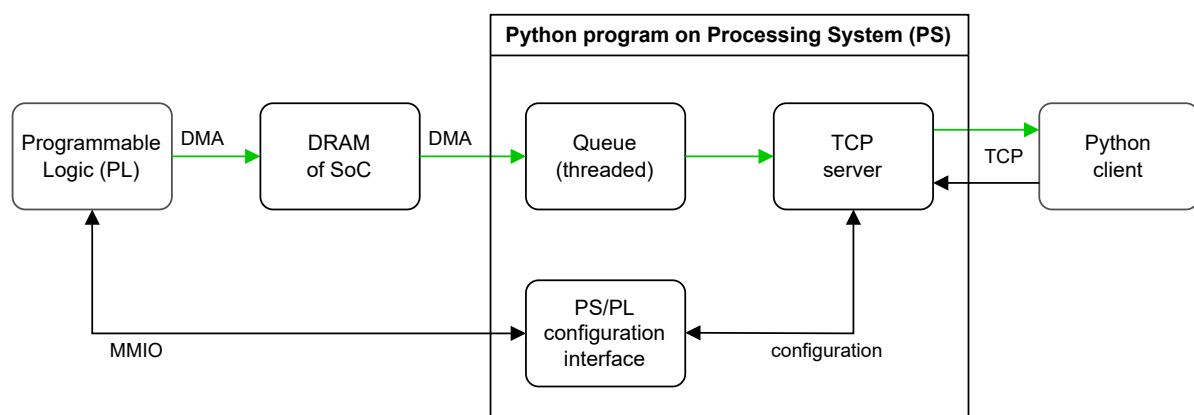 Python program on Processing System (PS)
Programmable
Logic (PL)
DMA
DRAM
of SoC
DMA
Queue
(threaded)
TCP
server
TCP
Python
client
PS/PL
configuration
interface
MMIO
configuration